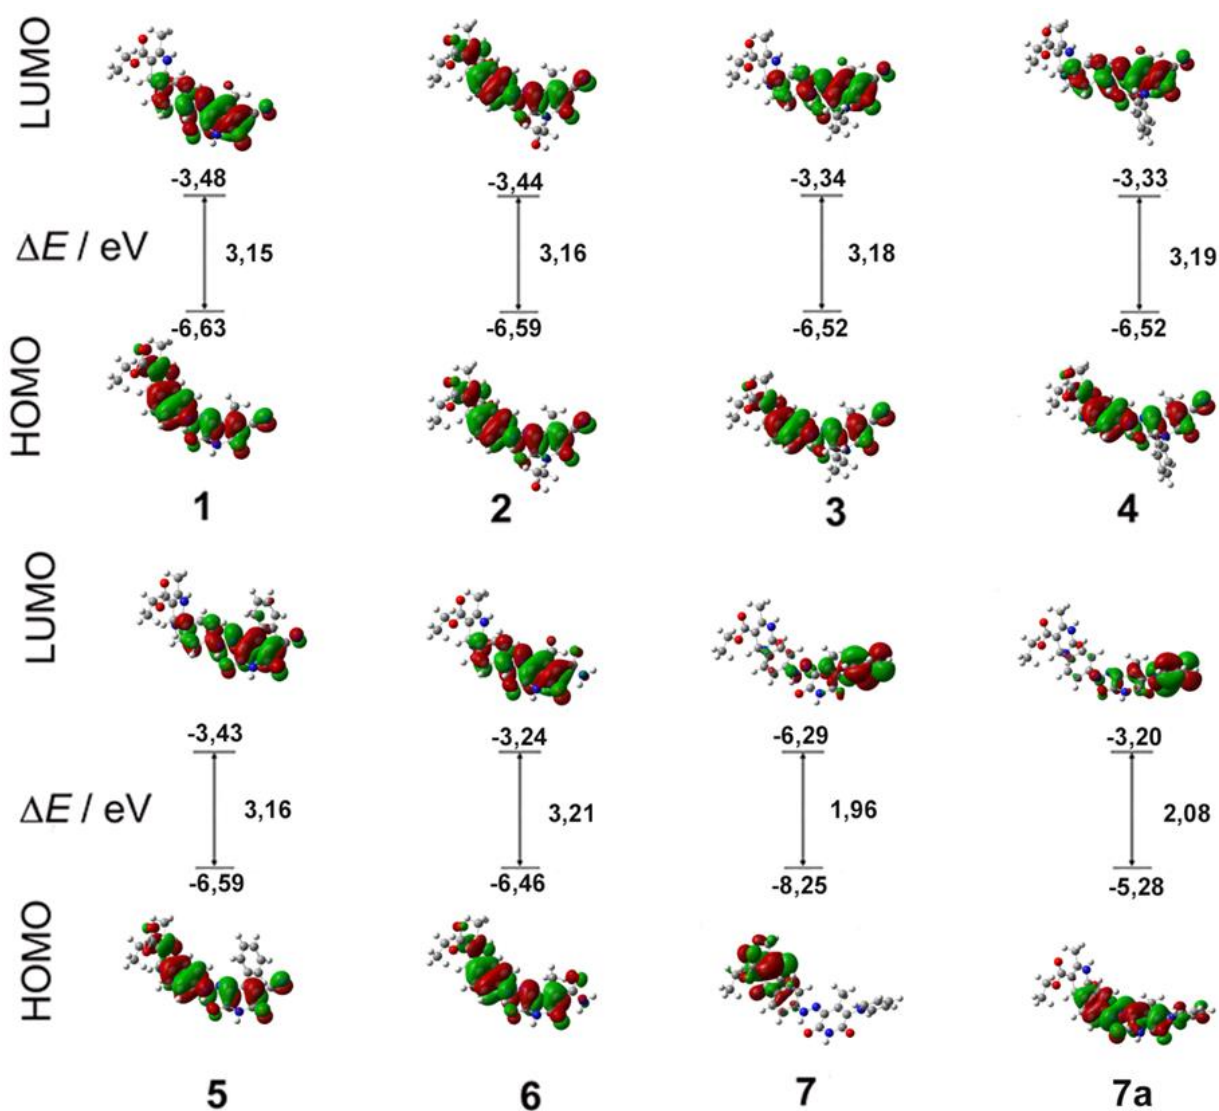 LUMO
-3,48 -3,44 -3,34 -3,33
ΔE / eV 3,15 3,16 3,18 3,19
-6,63 -6,59 -6,52 -6,52
HOMO
1 2 3 4
LUMO
-3,43 -3,24 -6,29 -3,20
ΔE / eV 3,16 3,21 1,96 2,08
-6,59 -6,46 -8,25 -5,28
HOMO
5 6 7 7a